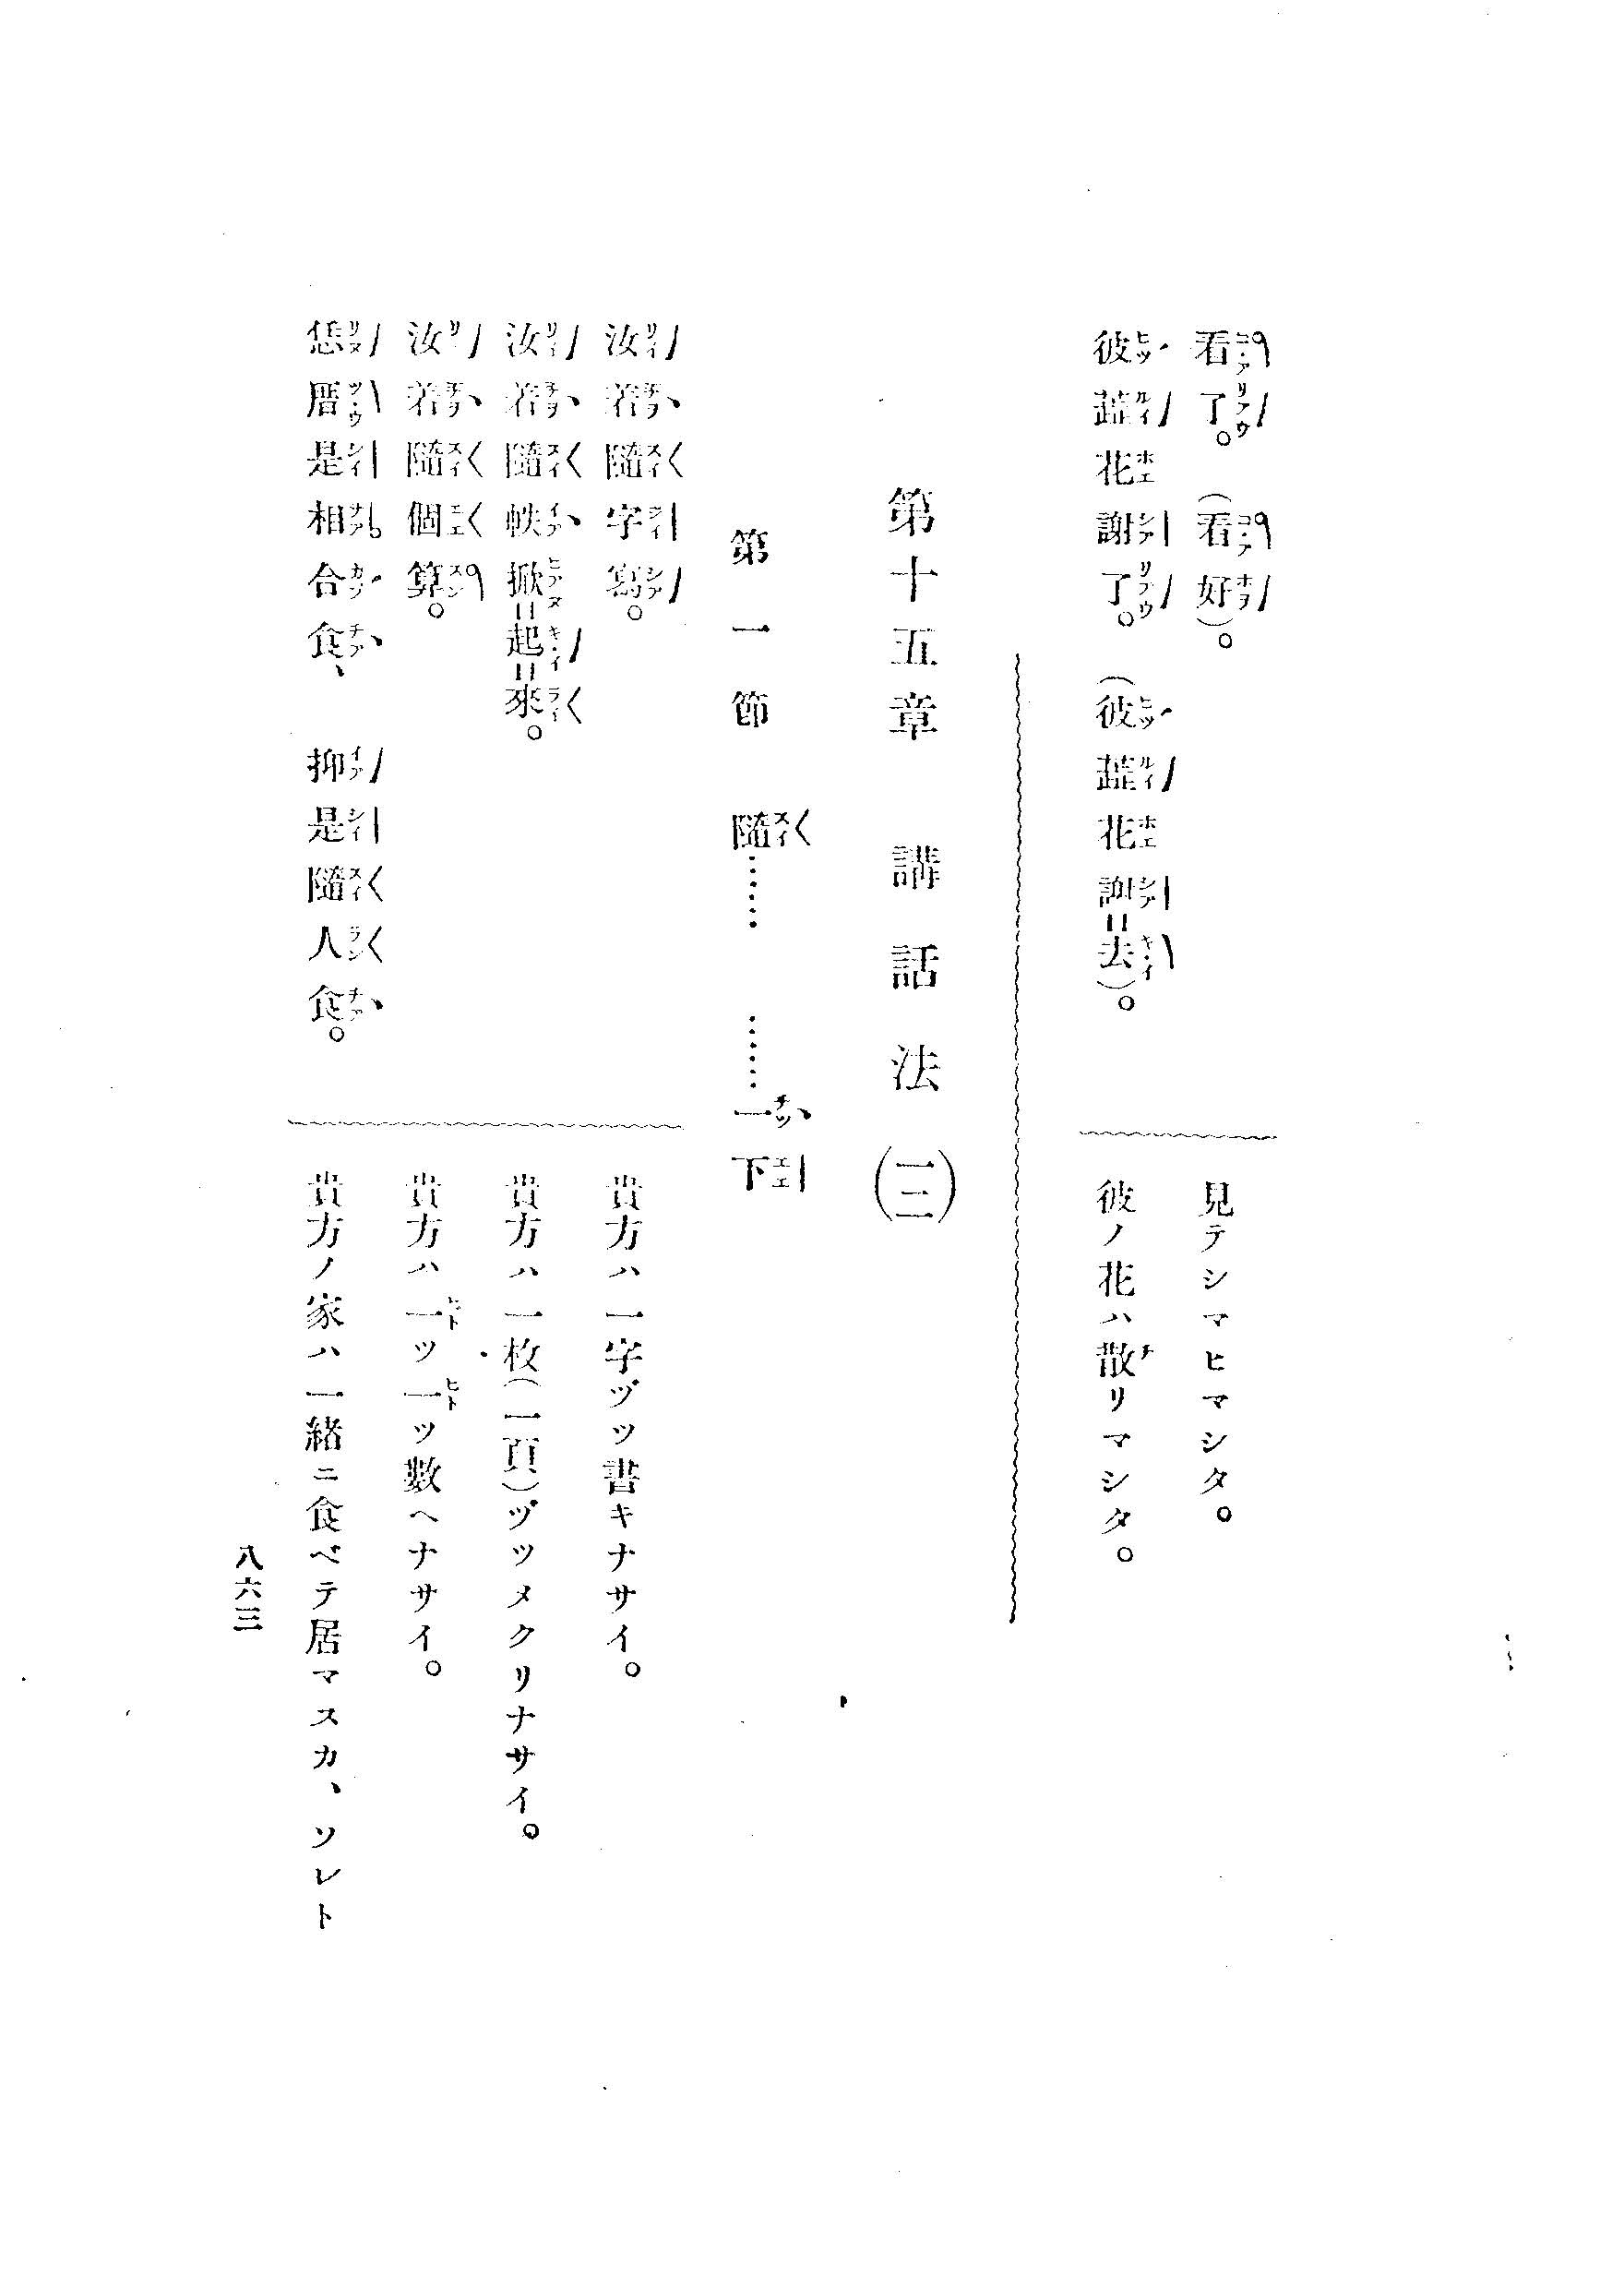 看了。(看好)。 見テシマヒマシタ。
彼蕋花謝了。(彼蕋花謝=去)。 彼ノ花ハ散リマシタ。
第十五章 講話法(三)
第一節 隨…… ……一下
汝若隨字寫。 貴方ハ一字ヅツ書キナサイ。
汝若隨帙掀=起=來。 貴方ハ一枚(一頁)ヅツメクリナサイ。
汝若隨個算。 貴方ハ一ツ一ツ數ヘナサイ。
恁厝是相合食、抑是隨人食。 貴方ノ家ハ一緒ニ食ベテ居マスカ、ソレト
八六三